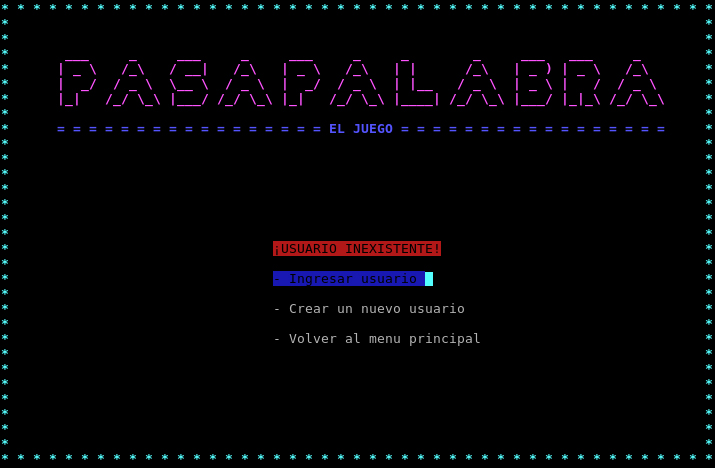 PASAPALABRA
= = = = = = = = = = = = = = = = = EL JUEGO = = = = = = = = = = = = = = = = =
¡USUARIO INEXISTENTE!
- Ingresar usuario
- Crear un nuevo usuario
- Volver al menu principal